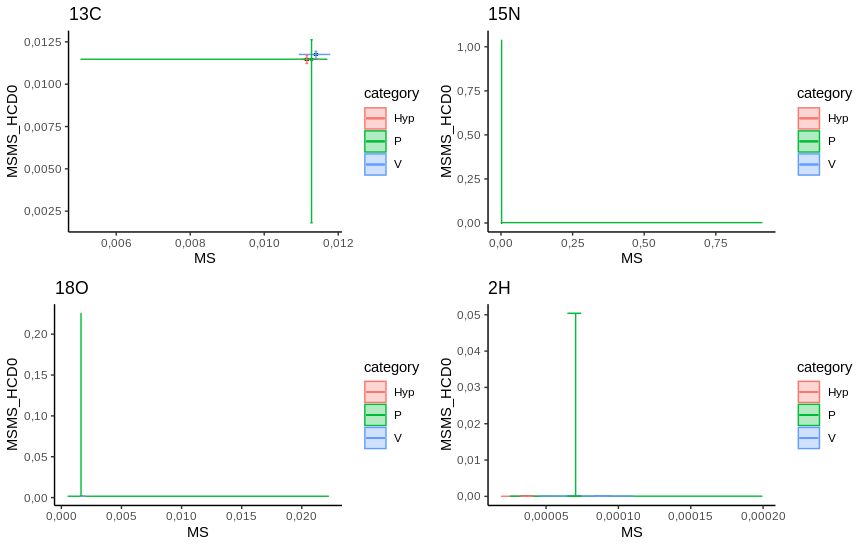 13C
MSMS_HCD0
0,0125
0,0100
0,0075
0,0050
0,0025
0,006 0,008 0,010 0,012
MS
category
Hyp
P
V
15N
MSMS_HCD0
1,00
0,75
0,50
0,25
0,00
0,00 0,25 0,50 0,75
MS
category
Hyp
P
V
18O
MSMS_HCD0
0,20
0,15
0,10
0,05
0,00
0,000 0,005 0,010 0,015 0,020
MS
category
Hyp
P
V
2H
MSMS_HCD0
0,05
0,04
0,03
0,02
0,01
0,00
0,00005 0,00010 0,00015 0,00020
MS
category
Hyp
P
V